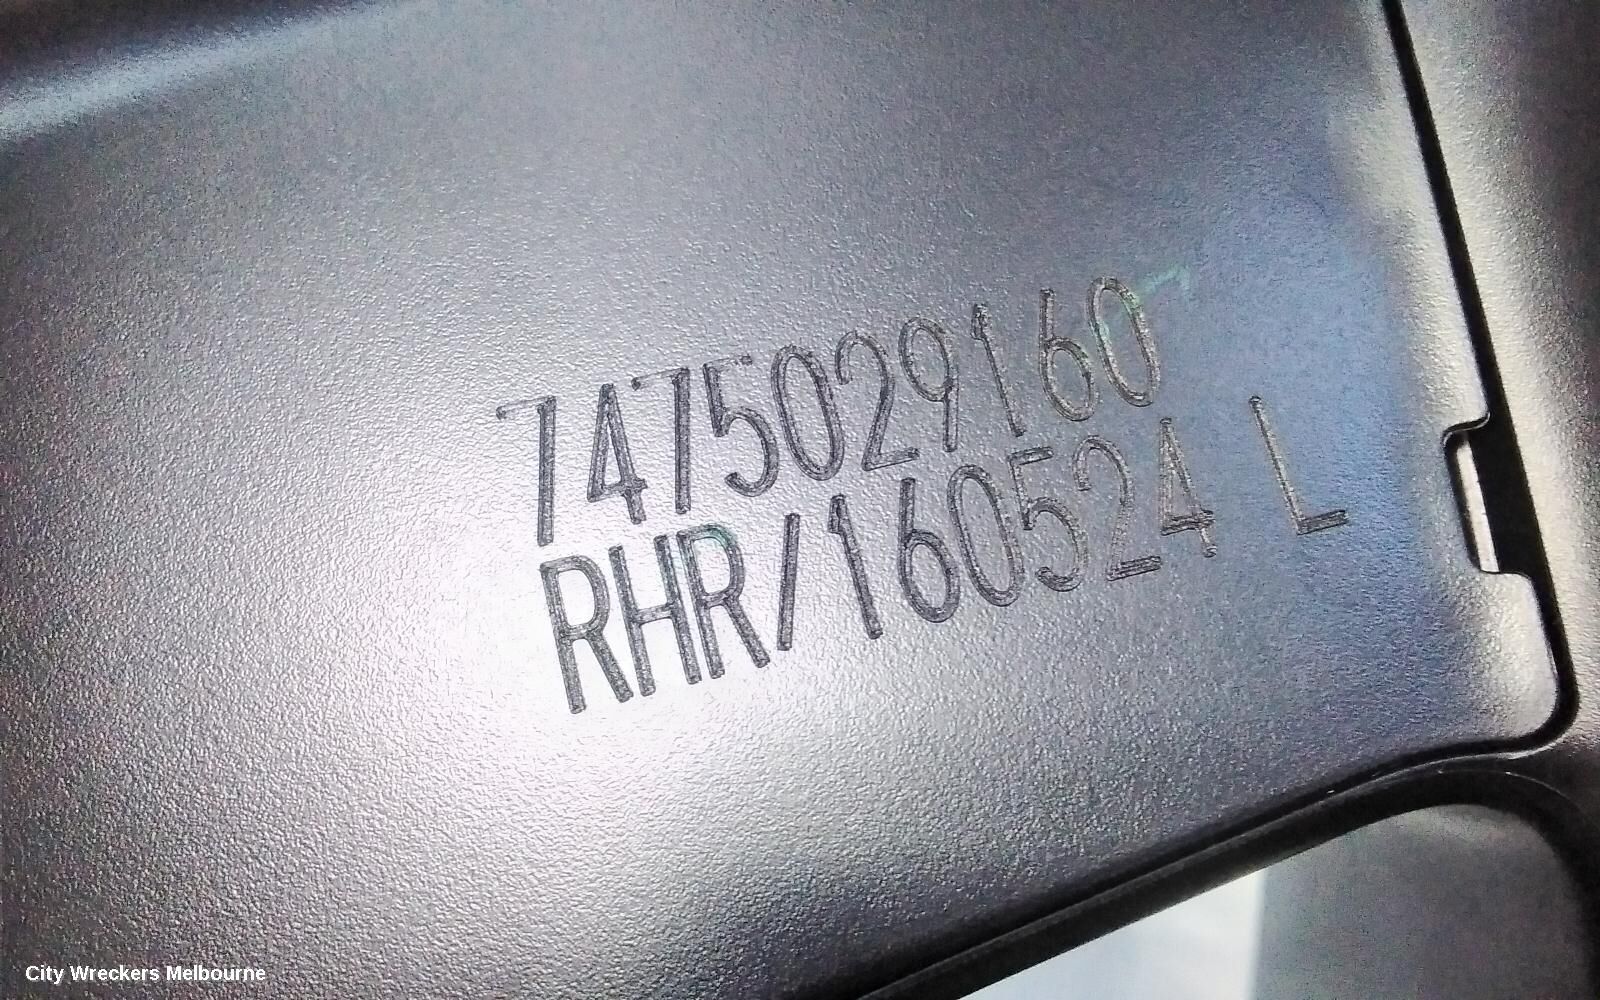 7475029160
RHR/160524 L
City Wreckers Melbourne